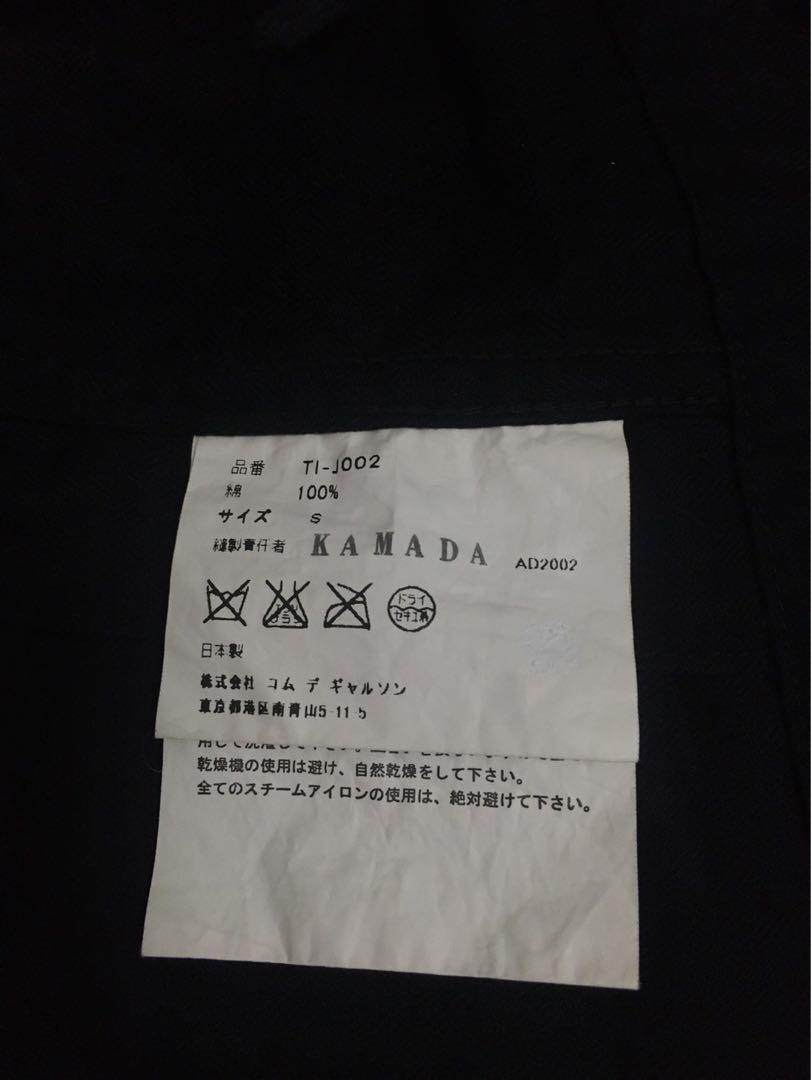 品番 TI-J002
綿 100%
サイズ S
縫製責任者 KAMADA AD2002
ドライ
セキユ系
日本製
株式会社 コム デ ギャルソン
東京都港区南青山5-11-5
乾燥機の使用は避け、自然乾燥をして下さい。
全てのスチームアイロンの使用は、絶対避けて下さい。